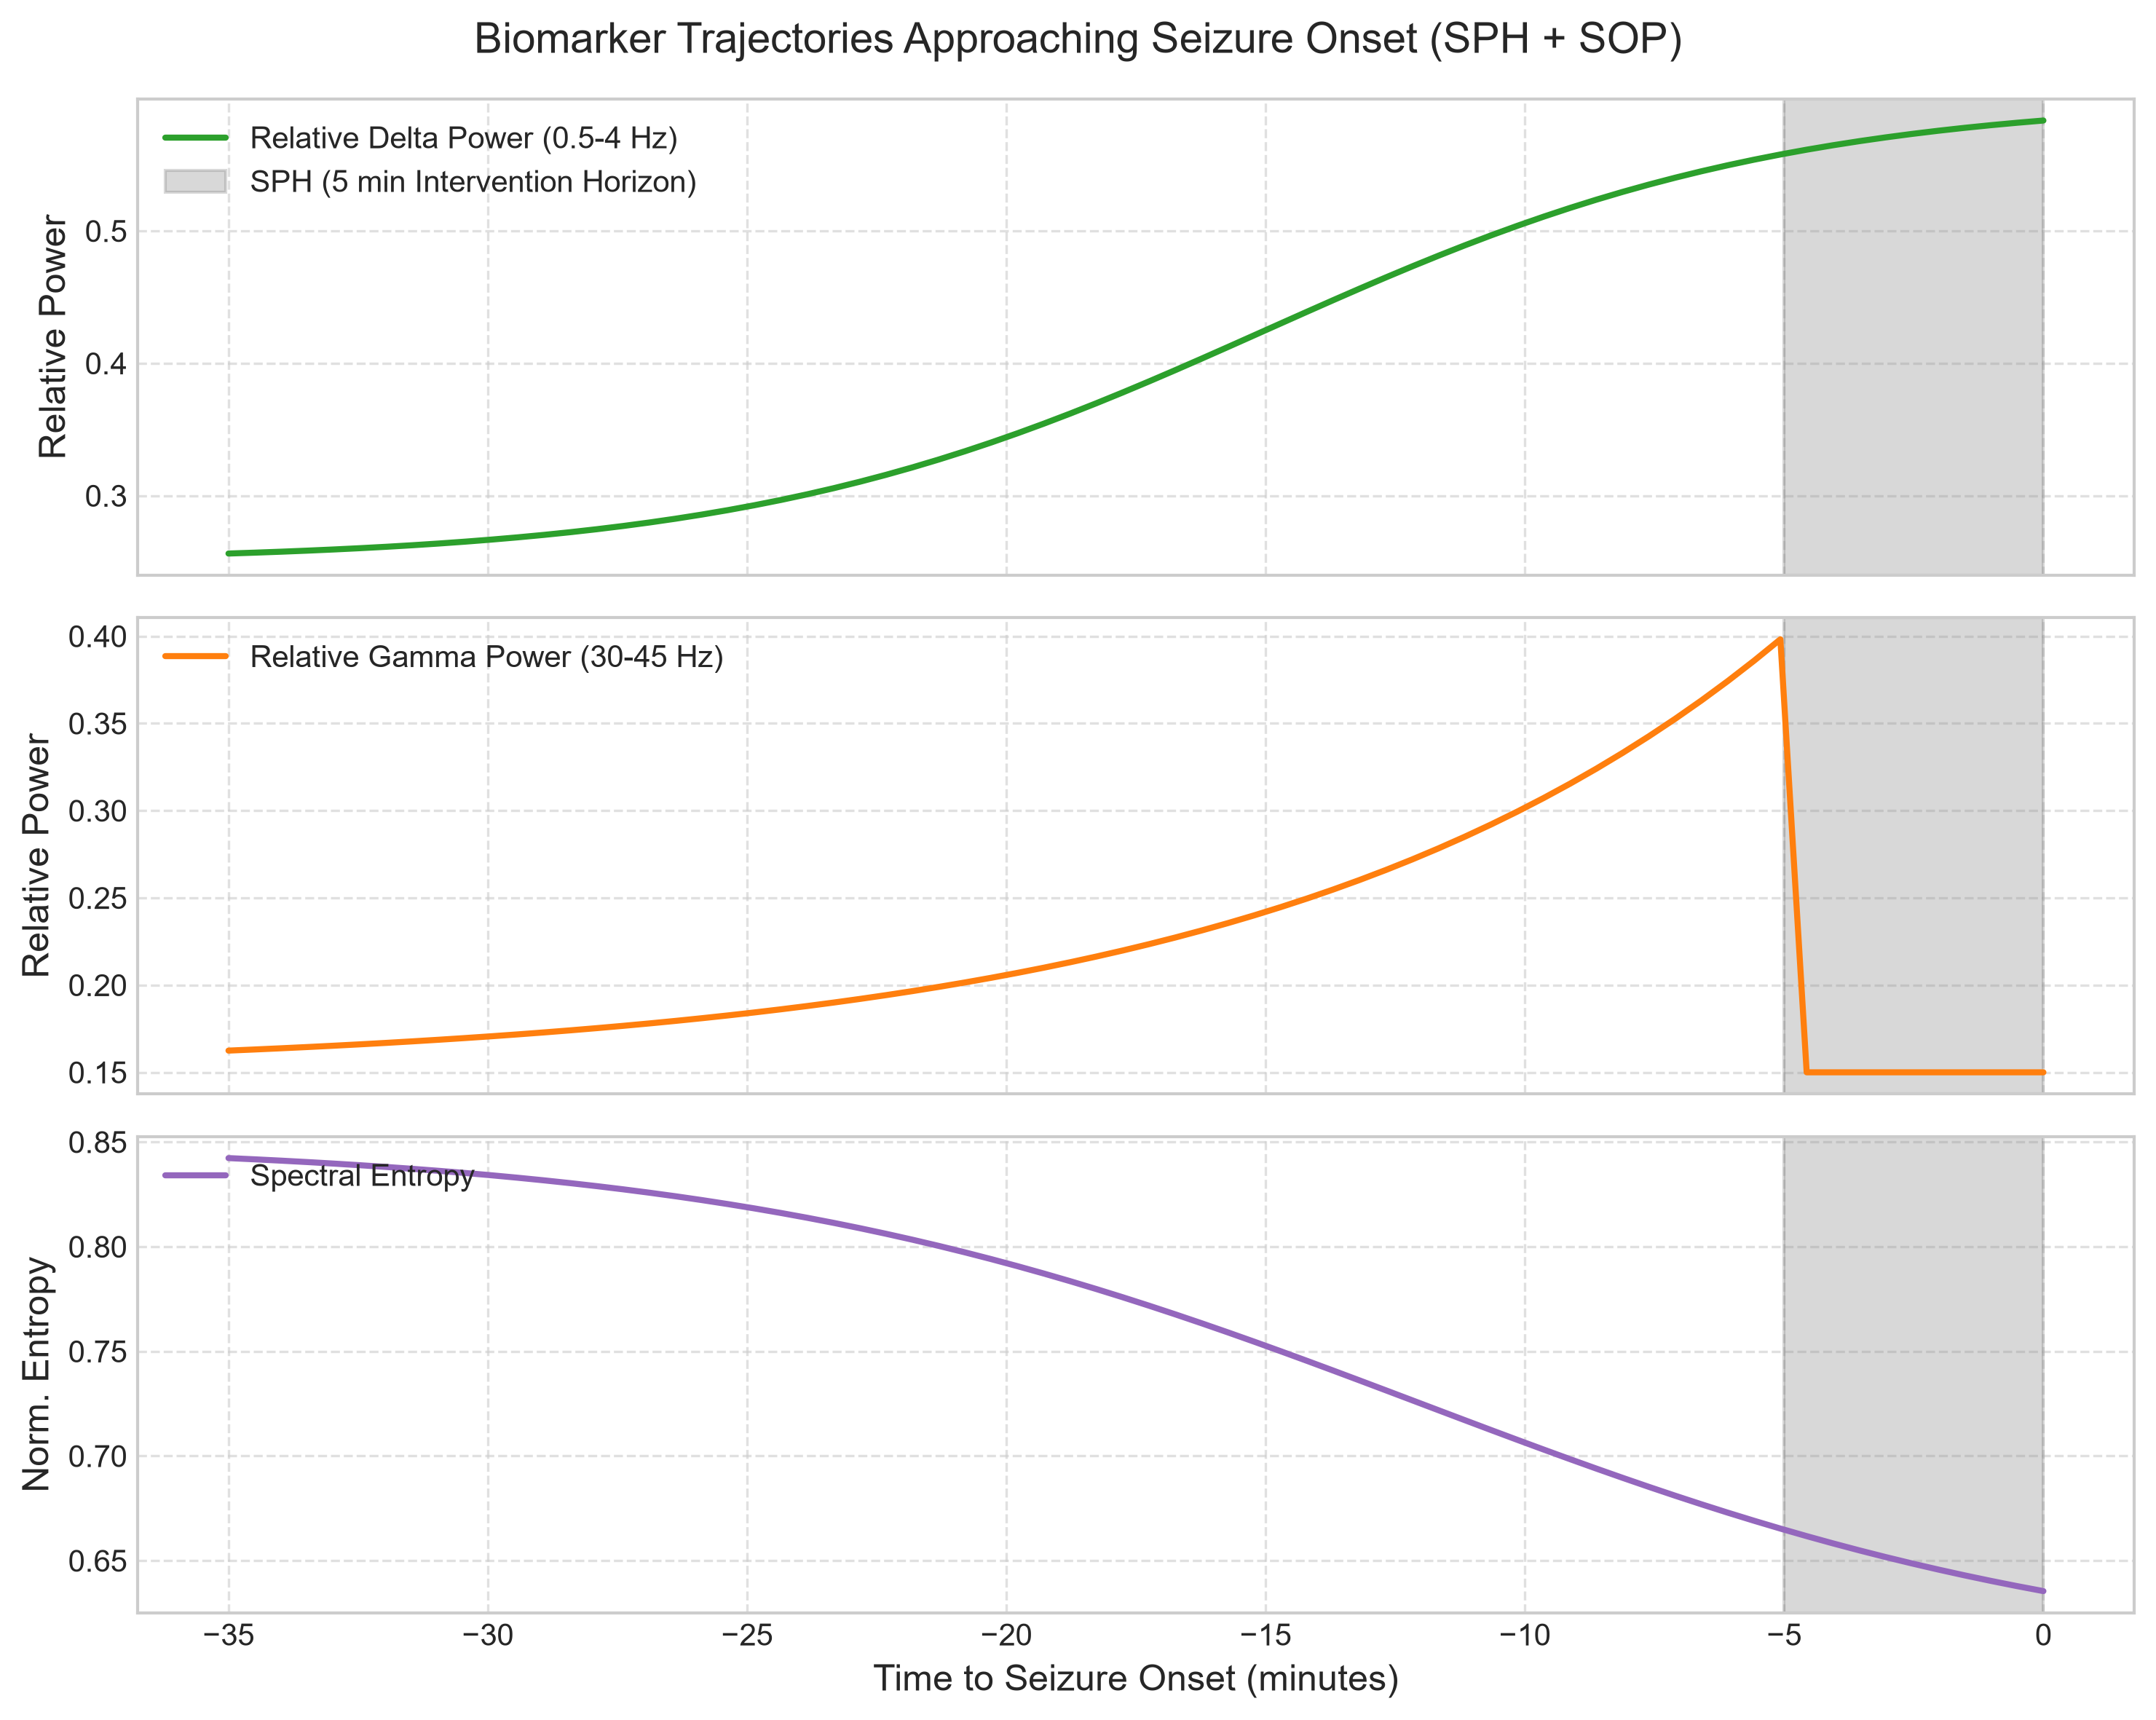 Biomarker Trajectories Approaching Seizure Onset (SPH + SOP)
Relative Delta Power (0.5-4 Hz)
SPH (5 min Intervention Horizon)
Relative Power
0.5
0.4
0.3
Relative Gamma Power (30-45 Hz)
Relative Power
0.40
0.35
0.30
0.25
0.20
0.15
Spectral Entropy
Norm. Entropy
0.85
0.80
0.75
0.70
0.65
−35 −30 −25 −20 −15 −10 −5 0
Time to Seizure Onset (minutes)